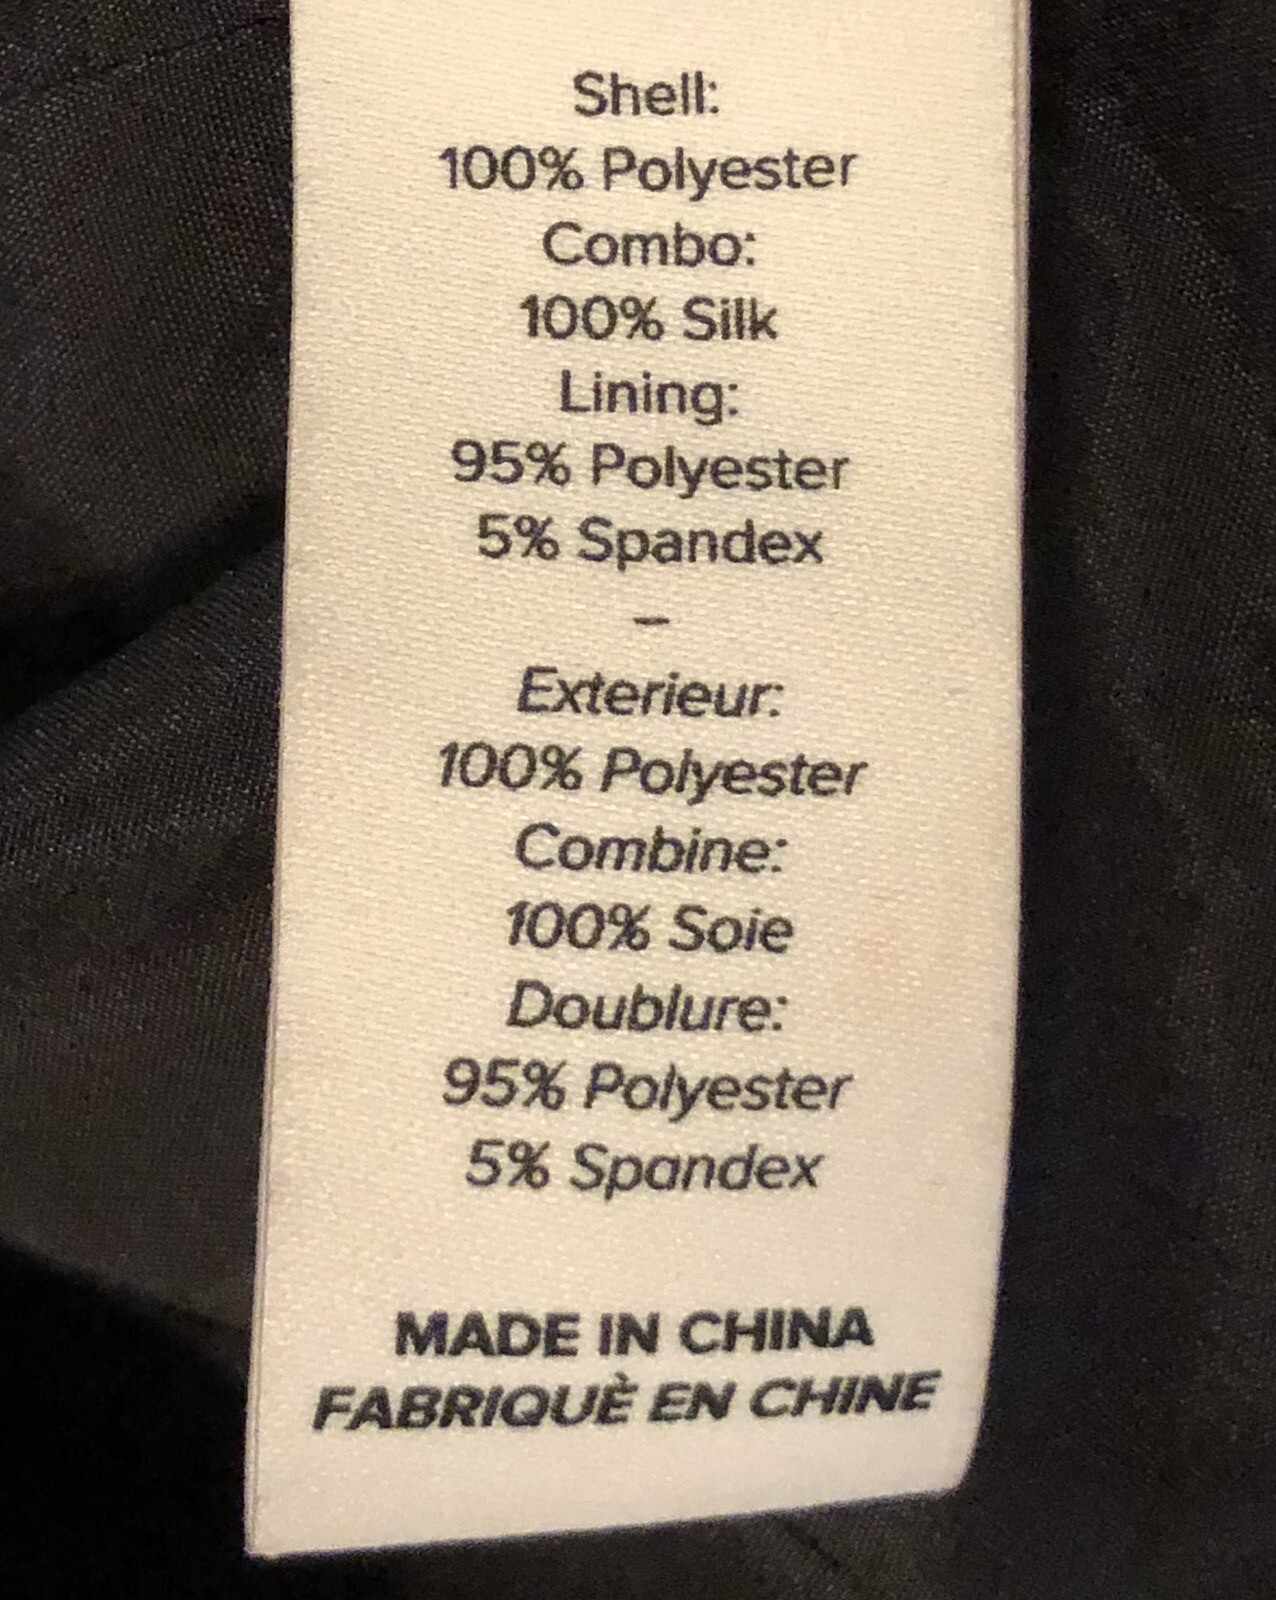 Shell:
100% Polyester
Combo:
100% Silk
Lining:
95% Polyester
5% Spandex
–
Exterieur:
100% Polyester
Combine:
100% Soie
Doublure:
95% Polyester
5% Spandex
MADE IN CHINA
FABRIQUÈ EN CHINE